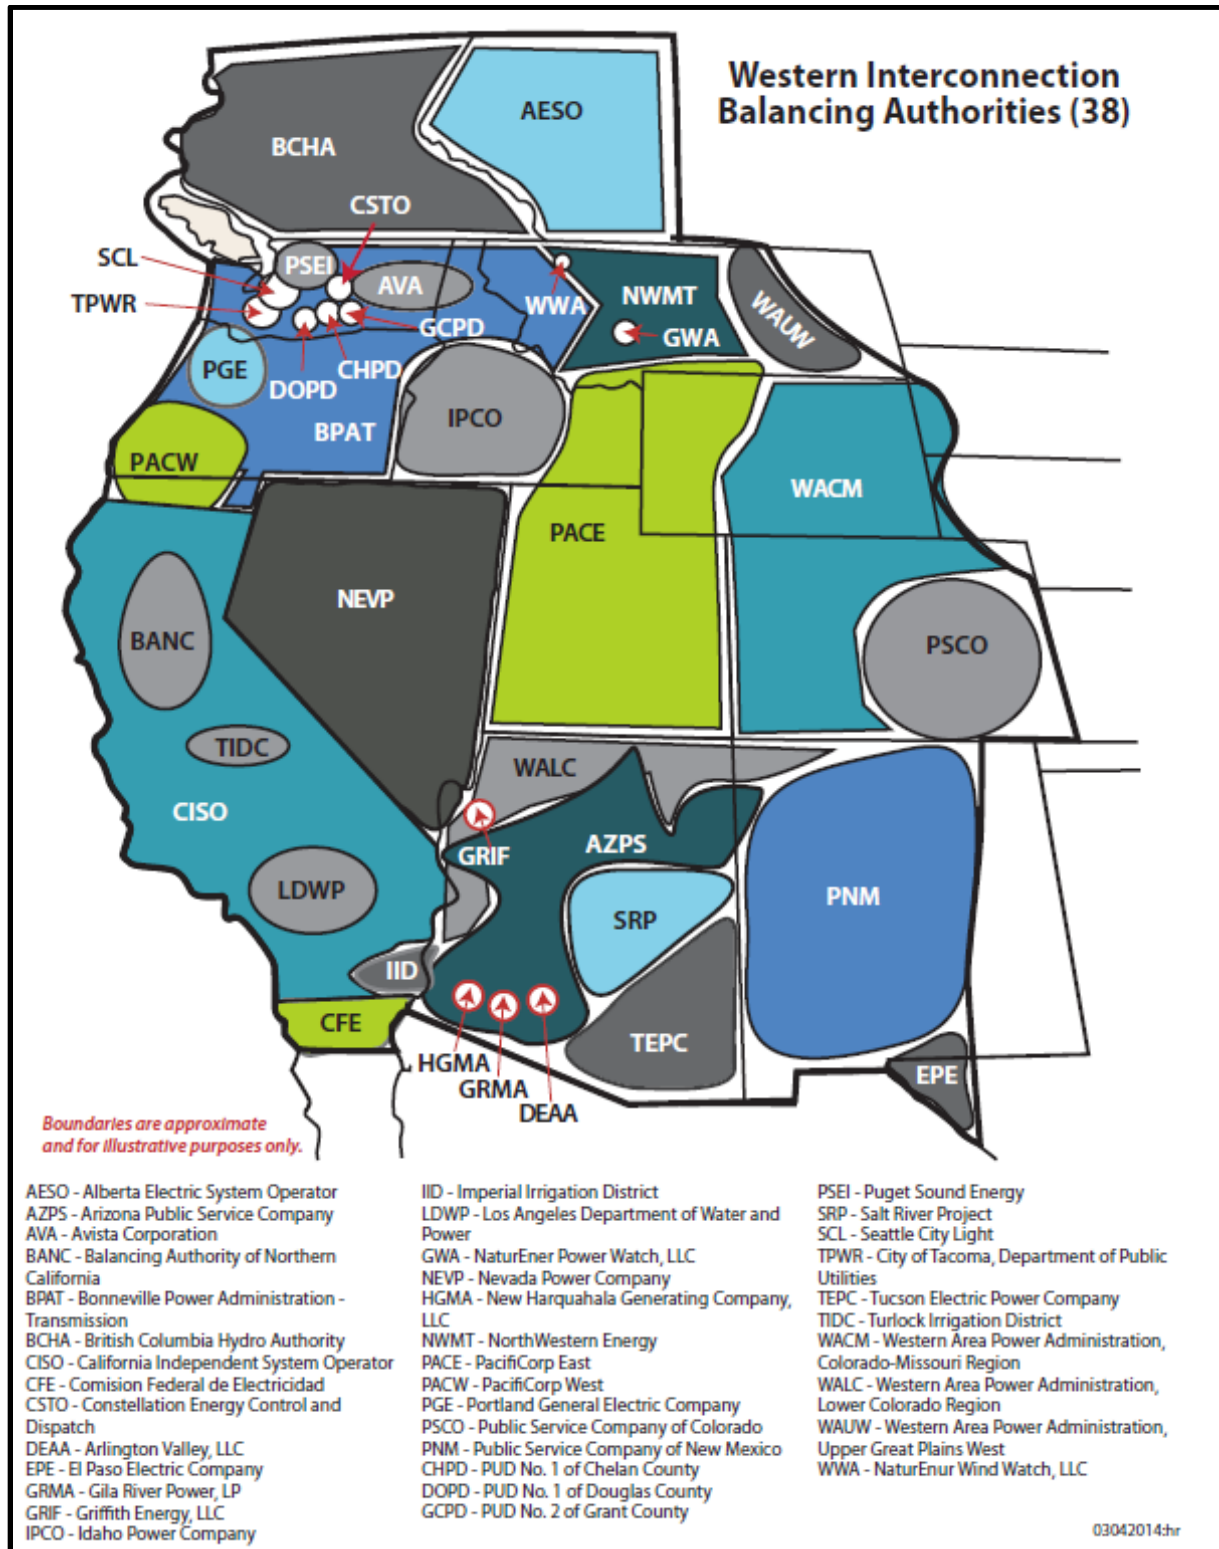 Western Interconnection
Balancing Authorities (38)
AESO
BCHA
CSTO
SCL
PSEI
AVA
TPWR
WWA
NWMT
WAUW
GCPD
GWA
PGE
CHPD
DOPD
IPCO
BPAT
PACW
WACM
PACE
NEVP
BANC
PSCO
TIDC
WALC
CISO
GRIF
AZPS
LDWP
PNM
SRP
IID
CFE
TEPC
HGMA
EPE
GRMA
DEAA
Boundaries are approximate
and for illustrative purposes only.
AESO - Alberta Electric System Operator
AZPS - Arizona Public Service Company
AVA - Avista Corporation
BANC - Balancing Authority of Northern
California
BPAT - Bonneville Power Administration -
Transmission
BCHA - British Columbia Hydro Authority
CISO - California Independent System Operator
CFE - Comision Federal de Electricidad
CSTO - Constellation Energy Control and
Dispatch
DEAA - Arlington Valley, LLC
EPE - El Paso Electric Company
GRMA - Gila River Power, LP
GRIF - Griffith Energy, LLC
IPCO - Idaho Power Company
IID - Imperial Irrigation District
LDWP - Los Angeles Department of Water and
Power
GWA - NaturEner Power Watch, LLC
NEVP - Nevada Power Company
HGMA - New Harquahala Generating Company,
LLC
NWMT - NorthWestern Energy
PACE - PacifiCorp East
PACW - PacifiCorp West
PGE - Portland General Electric Company
PSCO - Public Service Company of Colorado
PNM - Public Service Company of New Mexico
CHPD - PUD No. 1 of Chelan County
DOPD - PUD No. 1 of Douglas County
GCPD - PUD No. 2 of Grant County
PSEI - Puget Sound Energy
SRP - Salt River Project
SCL - Seattle City Light
TPWR - City of Tacoma, Department of Public
Utilities
TEPC - Tucson Electric Power Company
TIDC - Turlock Irrigation District
WACM - Western Area Power Administration,
Colorado-Missouri Region
WALC - Western Area Power Administration,
Lower Colorado Region
WAUW - Western Area Power Administration,
Upper Great Plains West
WWA - NaturEnur Wind Watch, LLC
03042014:hr